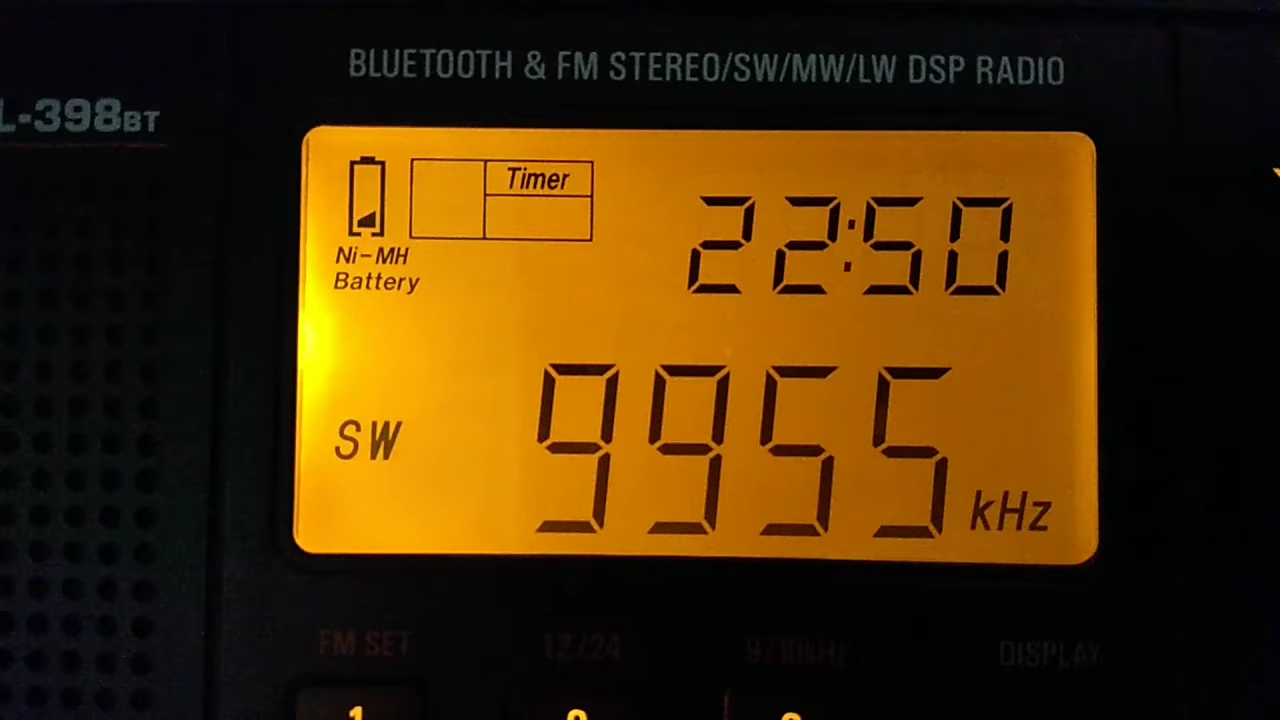 BLUETOOTH & FM STEREO/SW/MW/LW DSP RADIO
L-398BT
Timer
22:50
Ni-MH
Battery
SW
9955
kHz
FM SET
12/24
9/10kHz
DISPLAY
1